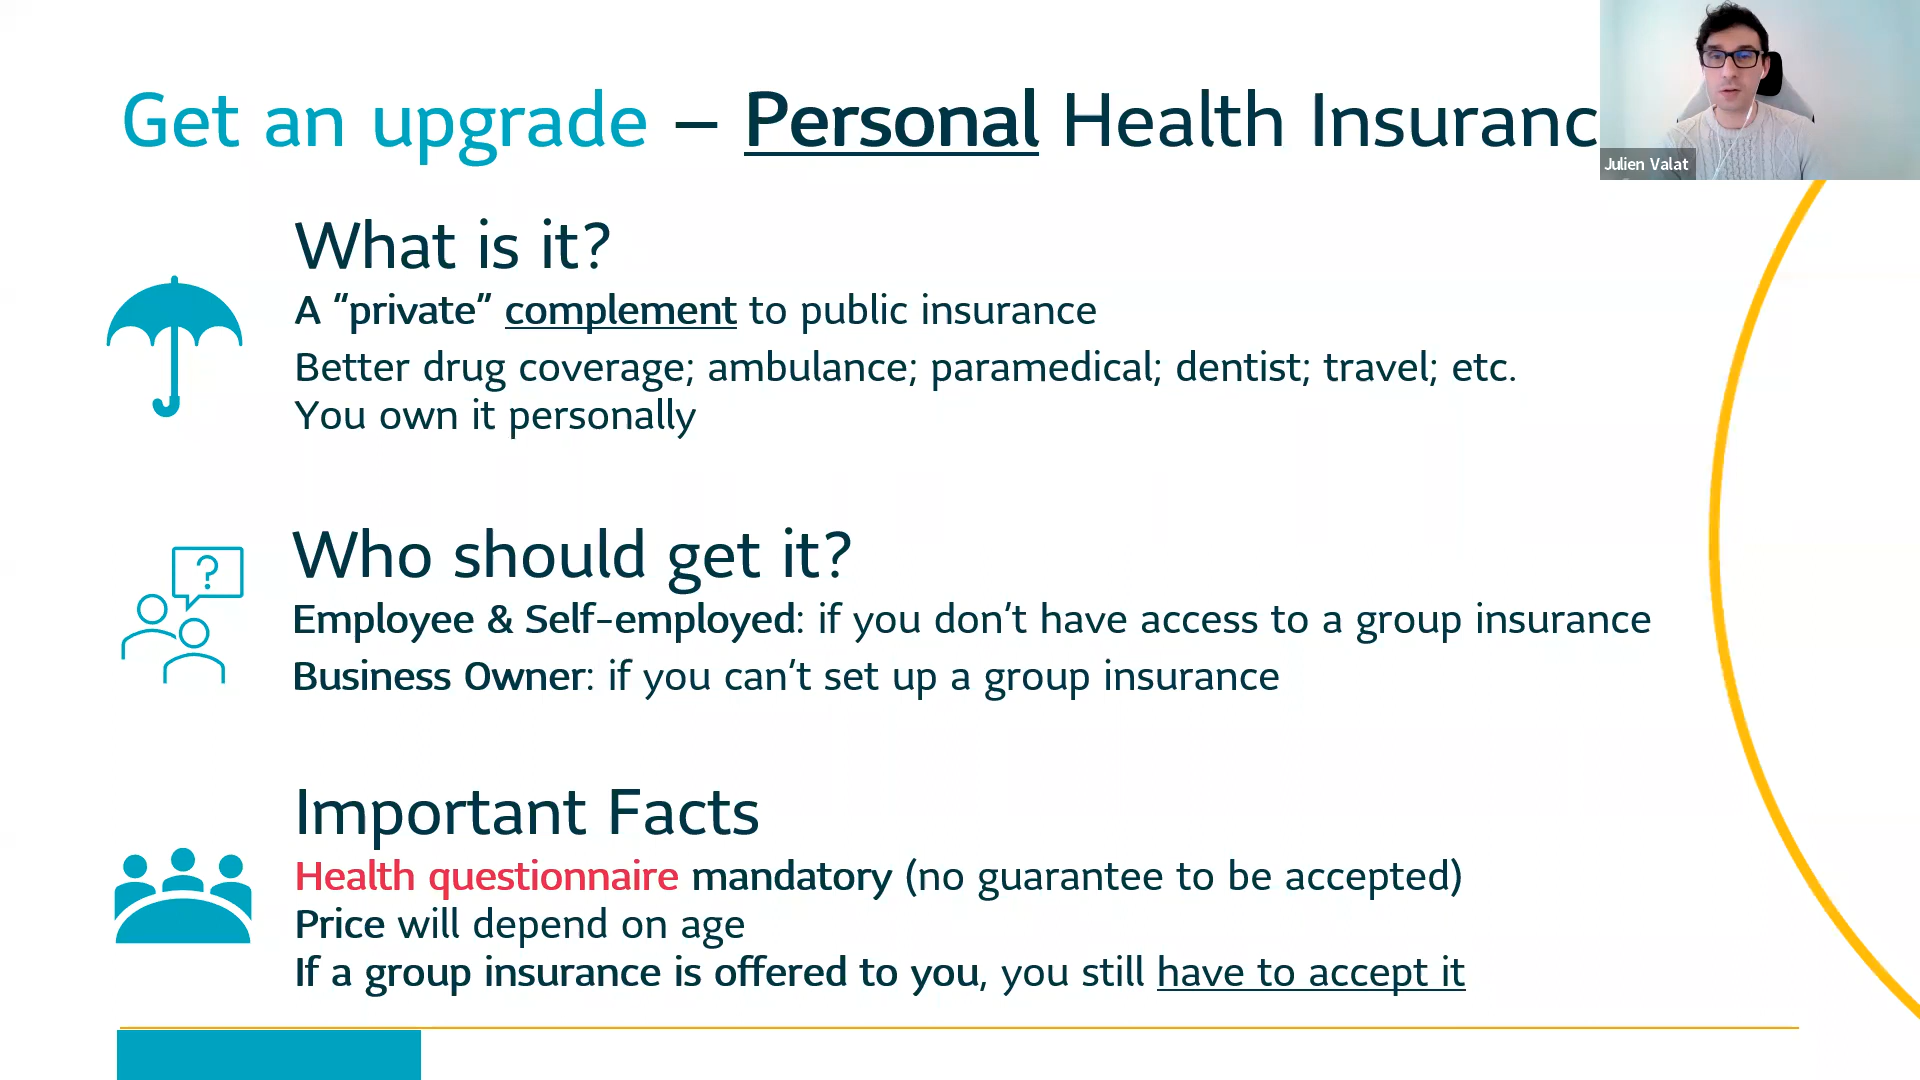 Get an upgrade – Personal Health Insuranc
Julien Valat
What is it?
A “private” complement to public insurance
Better drug coverage; ambulance; paramedical; dentist; travel; etc.
You own it personally
?
Who should get it?
Employee & Self-employed: if you don’t have access to a group insurance
Business Owner: if you can’t set up a group insurance
Important Facts
Health questionnaire mandatory (no guarantee to be accepted)
Price will depend on age
If a group insurance is offered to you, you still have to accept it